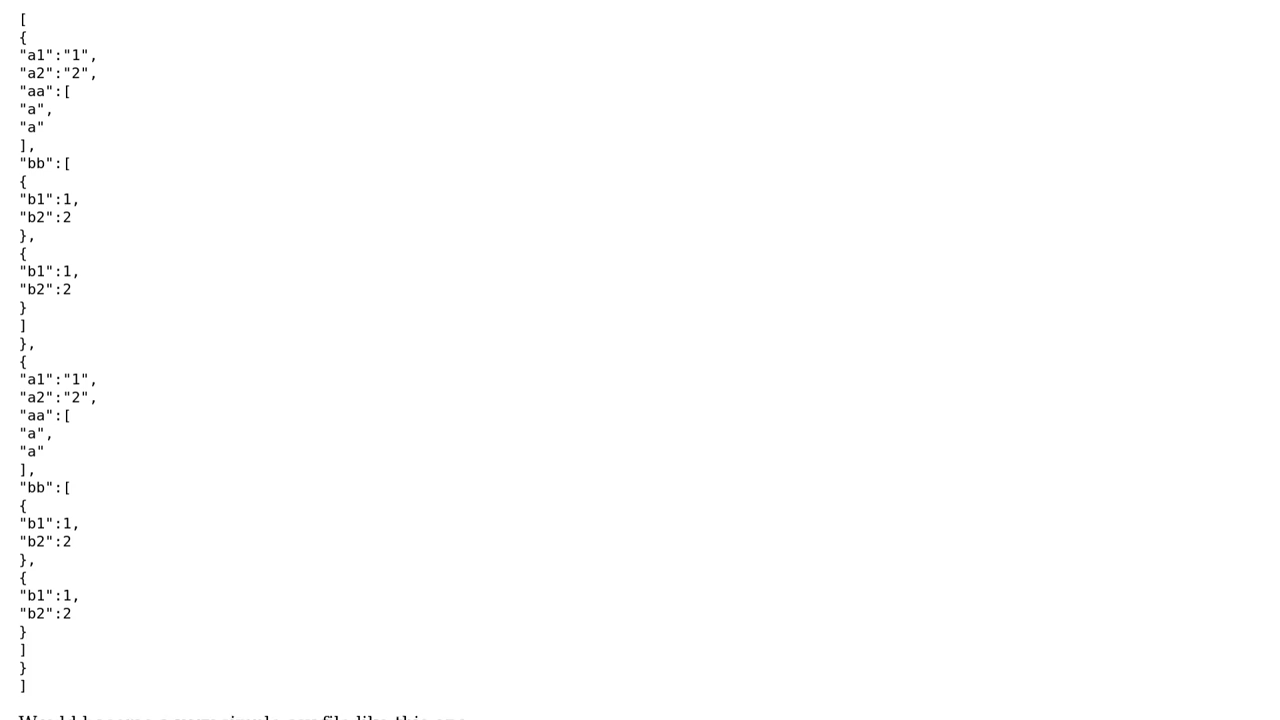 [
{
"a1":"1",
"a2":"2",
"aa":[
"a",
"a"
],
"bb":[
{
"b1":1,
"b2":2
},
{
"b1":1,
"b2":2
}
]
},
{
"a1":"1",
"a2":"2",
"aa":[
"a",
"a"
],
"bb":[
{
"b1":1,
"b2":2
},
{
"b1":1,
"b2":2
}
]
}
]